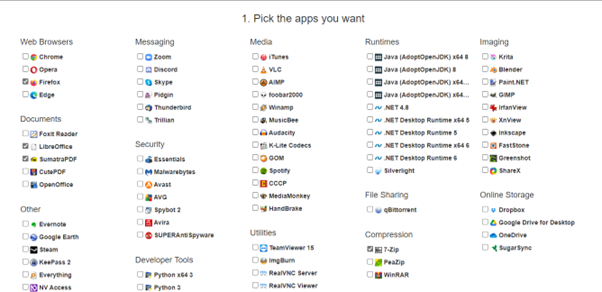 1. Pick the apps you want
Web Browsers
Chrome
Opera
Firefox
Edge
Documents
Foxit Reader
LibreOffice
SumatraPDF
CutePDF
OpenOffice
Other
Evernote
Google Earth
Steam
KeePass 2
Everything
NV Access
Messaging
Zoom
Discord
Skype
Pidgin
Thunderbird
Trillian
Security
Essentials
Malwarebytes
Avast
AVG
Spybot 2
Avira
SUPERAntiSpyware
Developer Tools
Python x64 3
Python 3
Media
iTunes
VLC
AIMP
foobar2000
Winamp
MusicBee
Audacity
K-Lite Codecs
GOM
Spotify
CCCP
MediaMonkey
HandBrake
Utilities
TeamViewer 15
ImgBurn
RealVNC Server
RealVNC Viewer
Runtimes
Java (AdoptOpenJDK) x64 8
Java (AdoptOpenJDK) 8
Java (AdoptOpenJDK) x64...
Java (AdoptOpenJDK) x64...
.NET 4.8
.NET Desktop Runtime x64 5
.NET Desktop Runtime 5
.NET Desktop Runtime x64 6
.NET Desktop Runtime 6
Silverlight
File Sharing
qBittorrent
Compression
7-Zip
PeaZip
WinRAR
Imaging
Krita
Blender
Paint.NET
GIMP
IrfanView
XnView
Inkscape
FastStone
Greenshot
ShareX
Online Storage
Dropbox
Google Drive for Desktop
OneDrive
SugarSync